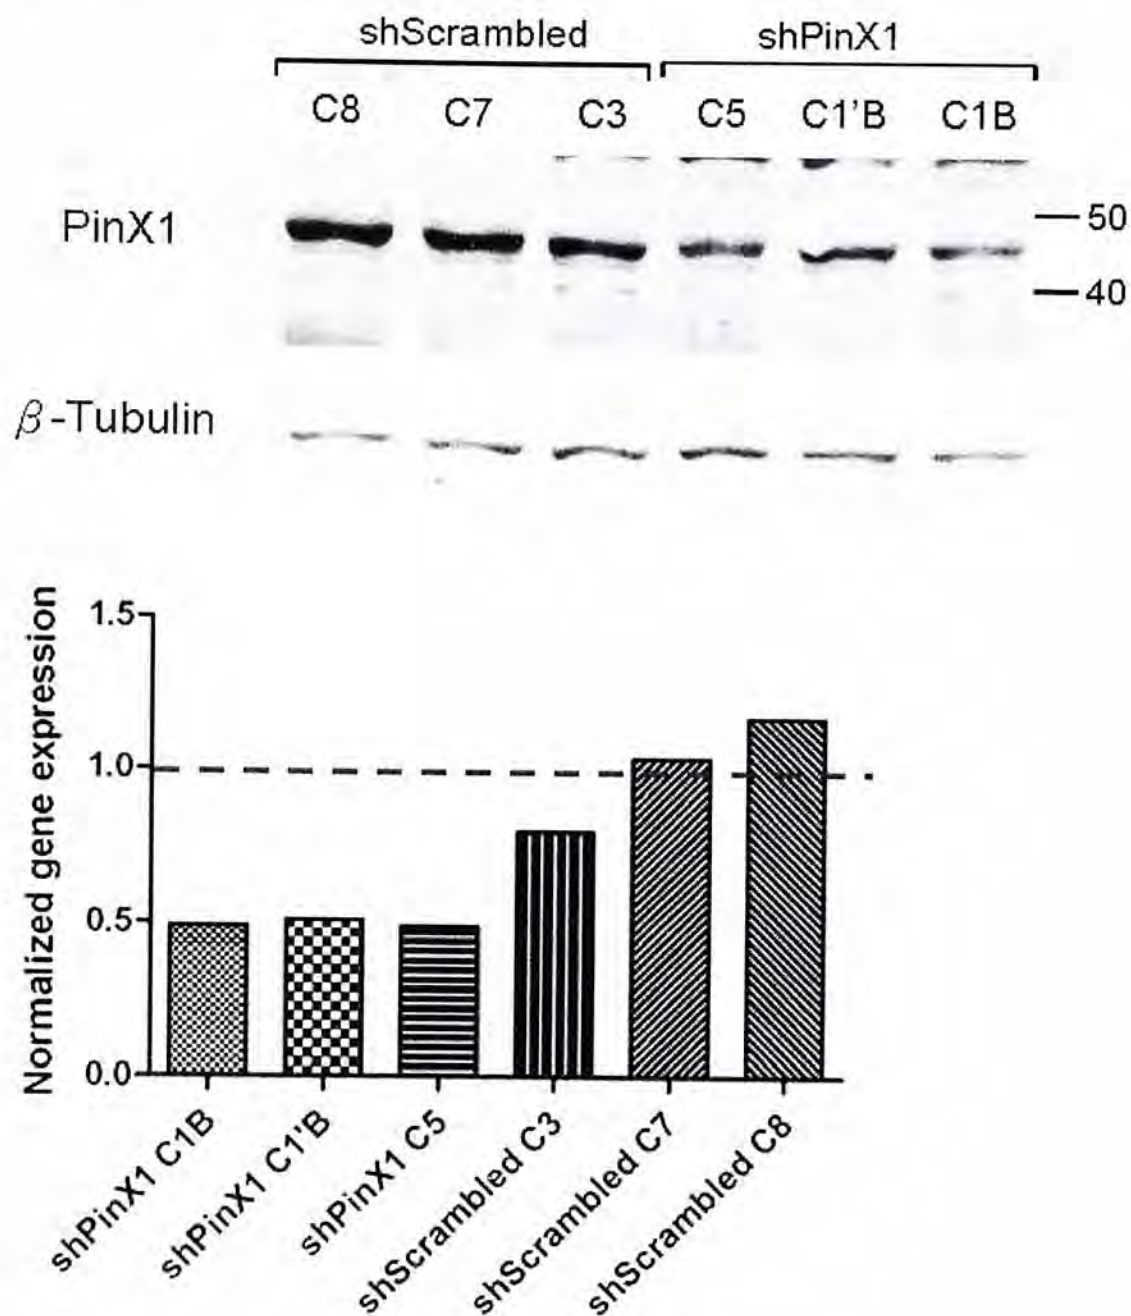 shScrambled shPinX1
C8 C7 C3 C5 C1'B C1B
PinX1
50
40
β-Tubulin
Normalized gene expression
1.5
1.0
0.5
0.0
shPinX1 C1B
shPinX1 C1'B
shPinX1 C5
shScrambled C3
shScrambled C7
shScrambled C8